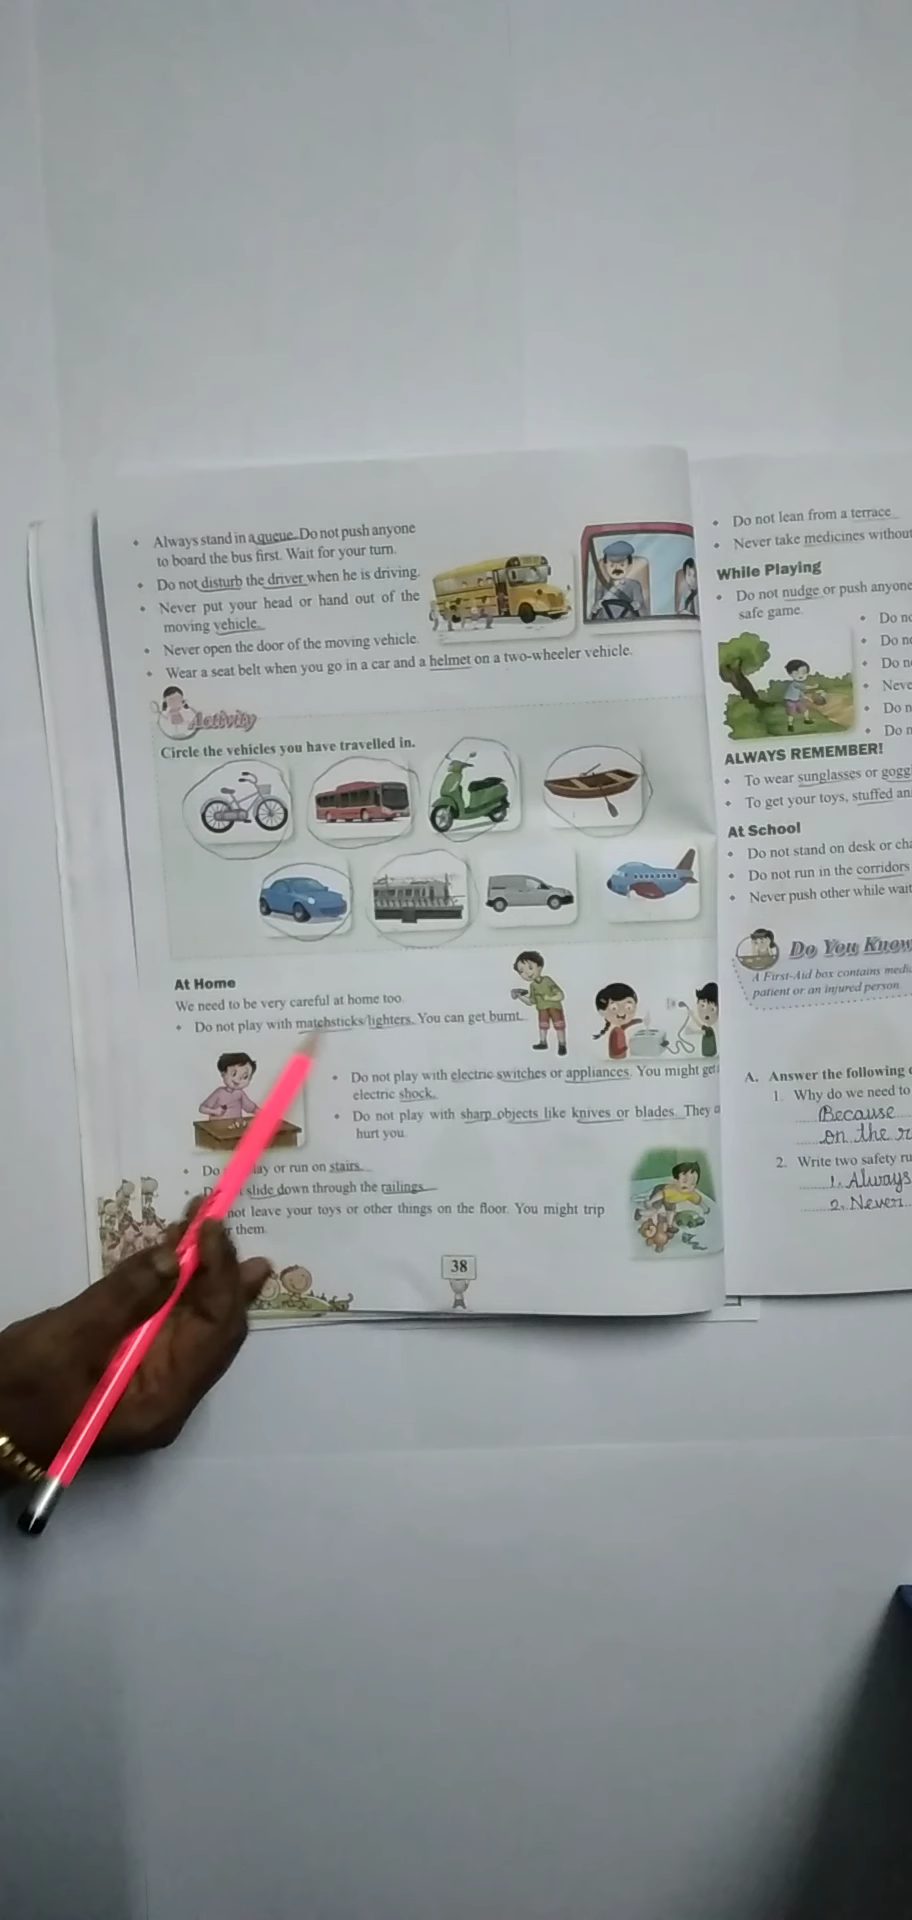 • Always stand in a queue. Do not push anyone
to board the bus first. Wait for your turn.
• Do not disturb the driver when he is driving.
• Never put your head or hand out of the
moving vehicle.
• Never open the door of the moving vehicle.
• Wear a seat belt when you go in a car and a helmet on a two-wheeler vehicle.
Activity
Circle the vehicles you have travelled in.
At Home
We need to be very careful at home too.
• Do not play with matchsticks/lighters. You can get burnt.
• Do not play with electric switches or appliances. You might get
electric shock.
• Do not play with sharp objects like knives or blades. They
hurt you.
• Do or run on stairs.
• slide down through the railings.
not leave your toys or other things on the floor. You might trip
them.
38
• Do not lean from a terrace.
• Never take medicines without
While Playing
• Do not nudge or push anyone
safe game.
• Do
• Do
• Do
•
• Do
• Do
ALWAYS REMEMBER!
• To wear sunglasses or
• To get your toys, stuffed
At School
• Do not stand on desk or
• Do not run in the corridors
• Never push other while
Do You Know
A First-Aid box contains
patient or an injured person.
A. Answer the following
1. Why do we need to
Because
on the
2. Write two safety
1. Always
2. Never